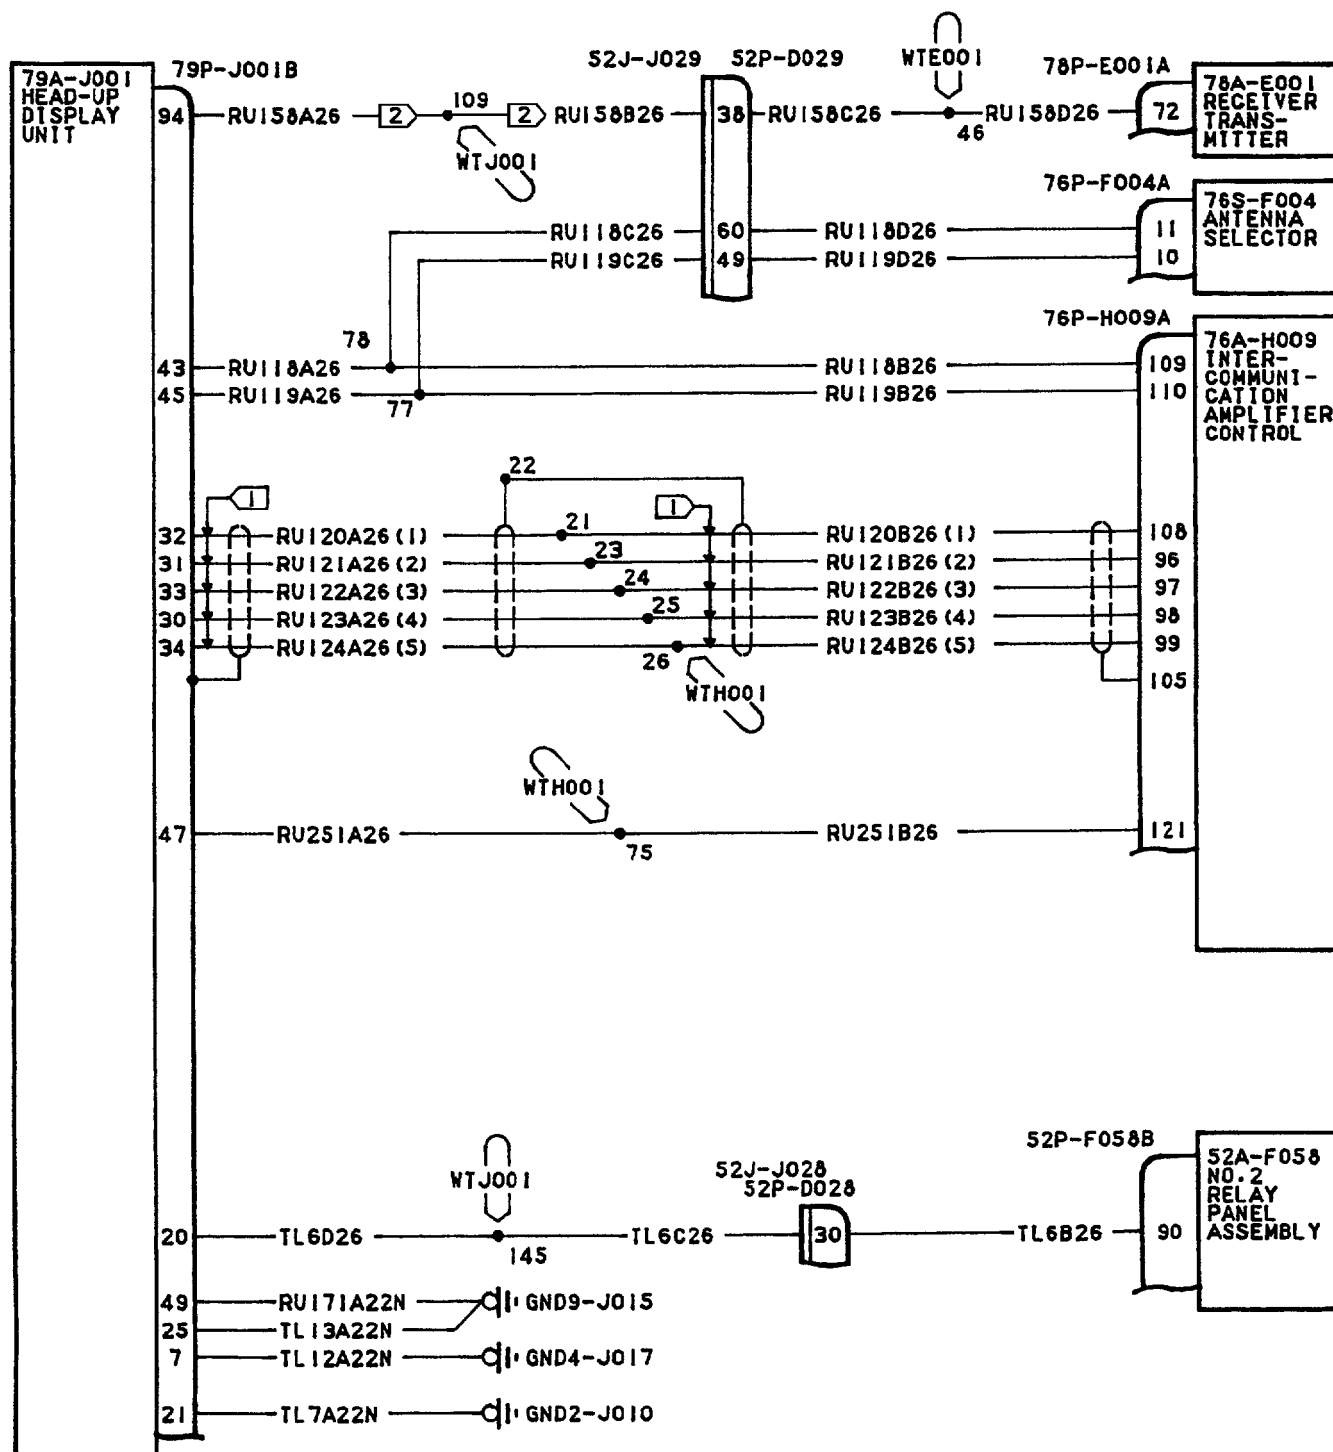 79A-J001
HEAD-UP
DISPLAY
UNIT
79P-J001B
94 RU158A26 2 109 2 RU158B26
WTJ001
52J-J029 52P-D029
38 RU158C26
WTE001
46 RU158D26
78P-E001A
72
78A-E001
RECEIVER
TRANS-
MITTER
RU118C26 60 RU118D26
RU119C26 49 RU119D26
76P-F004A
11
10
76S-F004
ANTENNA
SELECTOR
78
43 RU118A26 RU118B26 109
45 RU119A26 77 RU119B26 110
76P-H009A
76A-H009
INTER-
COMMUNI-
CATION
AMPLIFIER
CONTROL
22
1 1
32 RU120A26 (1) 21 RU120B26 (1) 108
31 RU121A26 (2) 23 RU121B26 (2) 96
33 RU122A26 (3) 24 RU122B26 (3) 97
30 RU123A26 (4) 25 RU123B26 (4) 98
34 RU124A26 (5) 26 RU124B26 (5) 99
WTH001
105
WTH001
47 RU251A26 75 RU251B26 121
52P-F058B
52A-F058
NO.2
RELAY
PANEL
ASSEMBLY
WTJ001
52J-J028
52P-D028
20 TL6D26 145 TL6C26 30 TL6B26 90
49 RU171A22N GND9-J015
25 TL13A22N
7 TL12A22N GND4-J017
21 TL7A22N GND2-J010